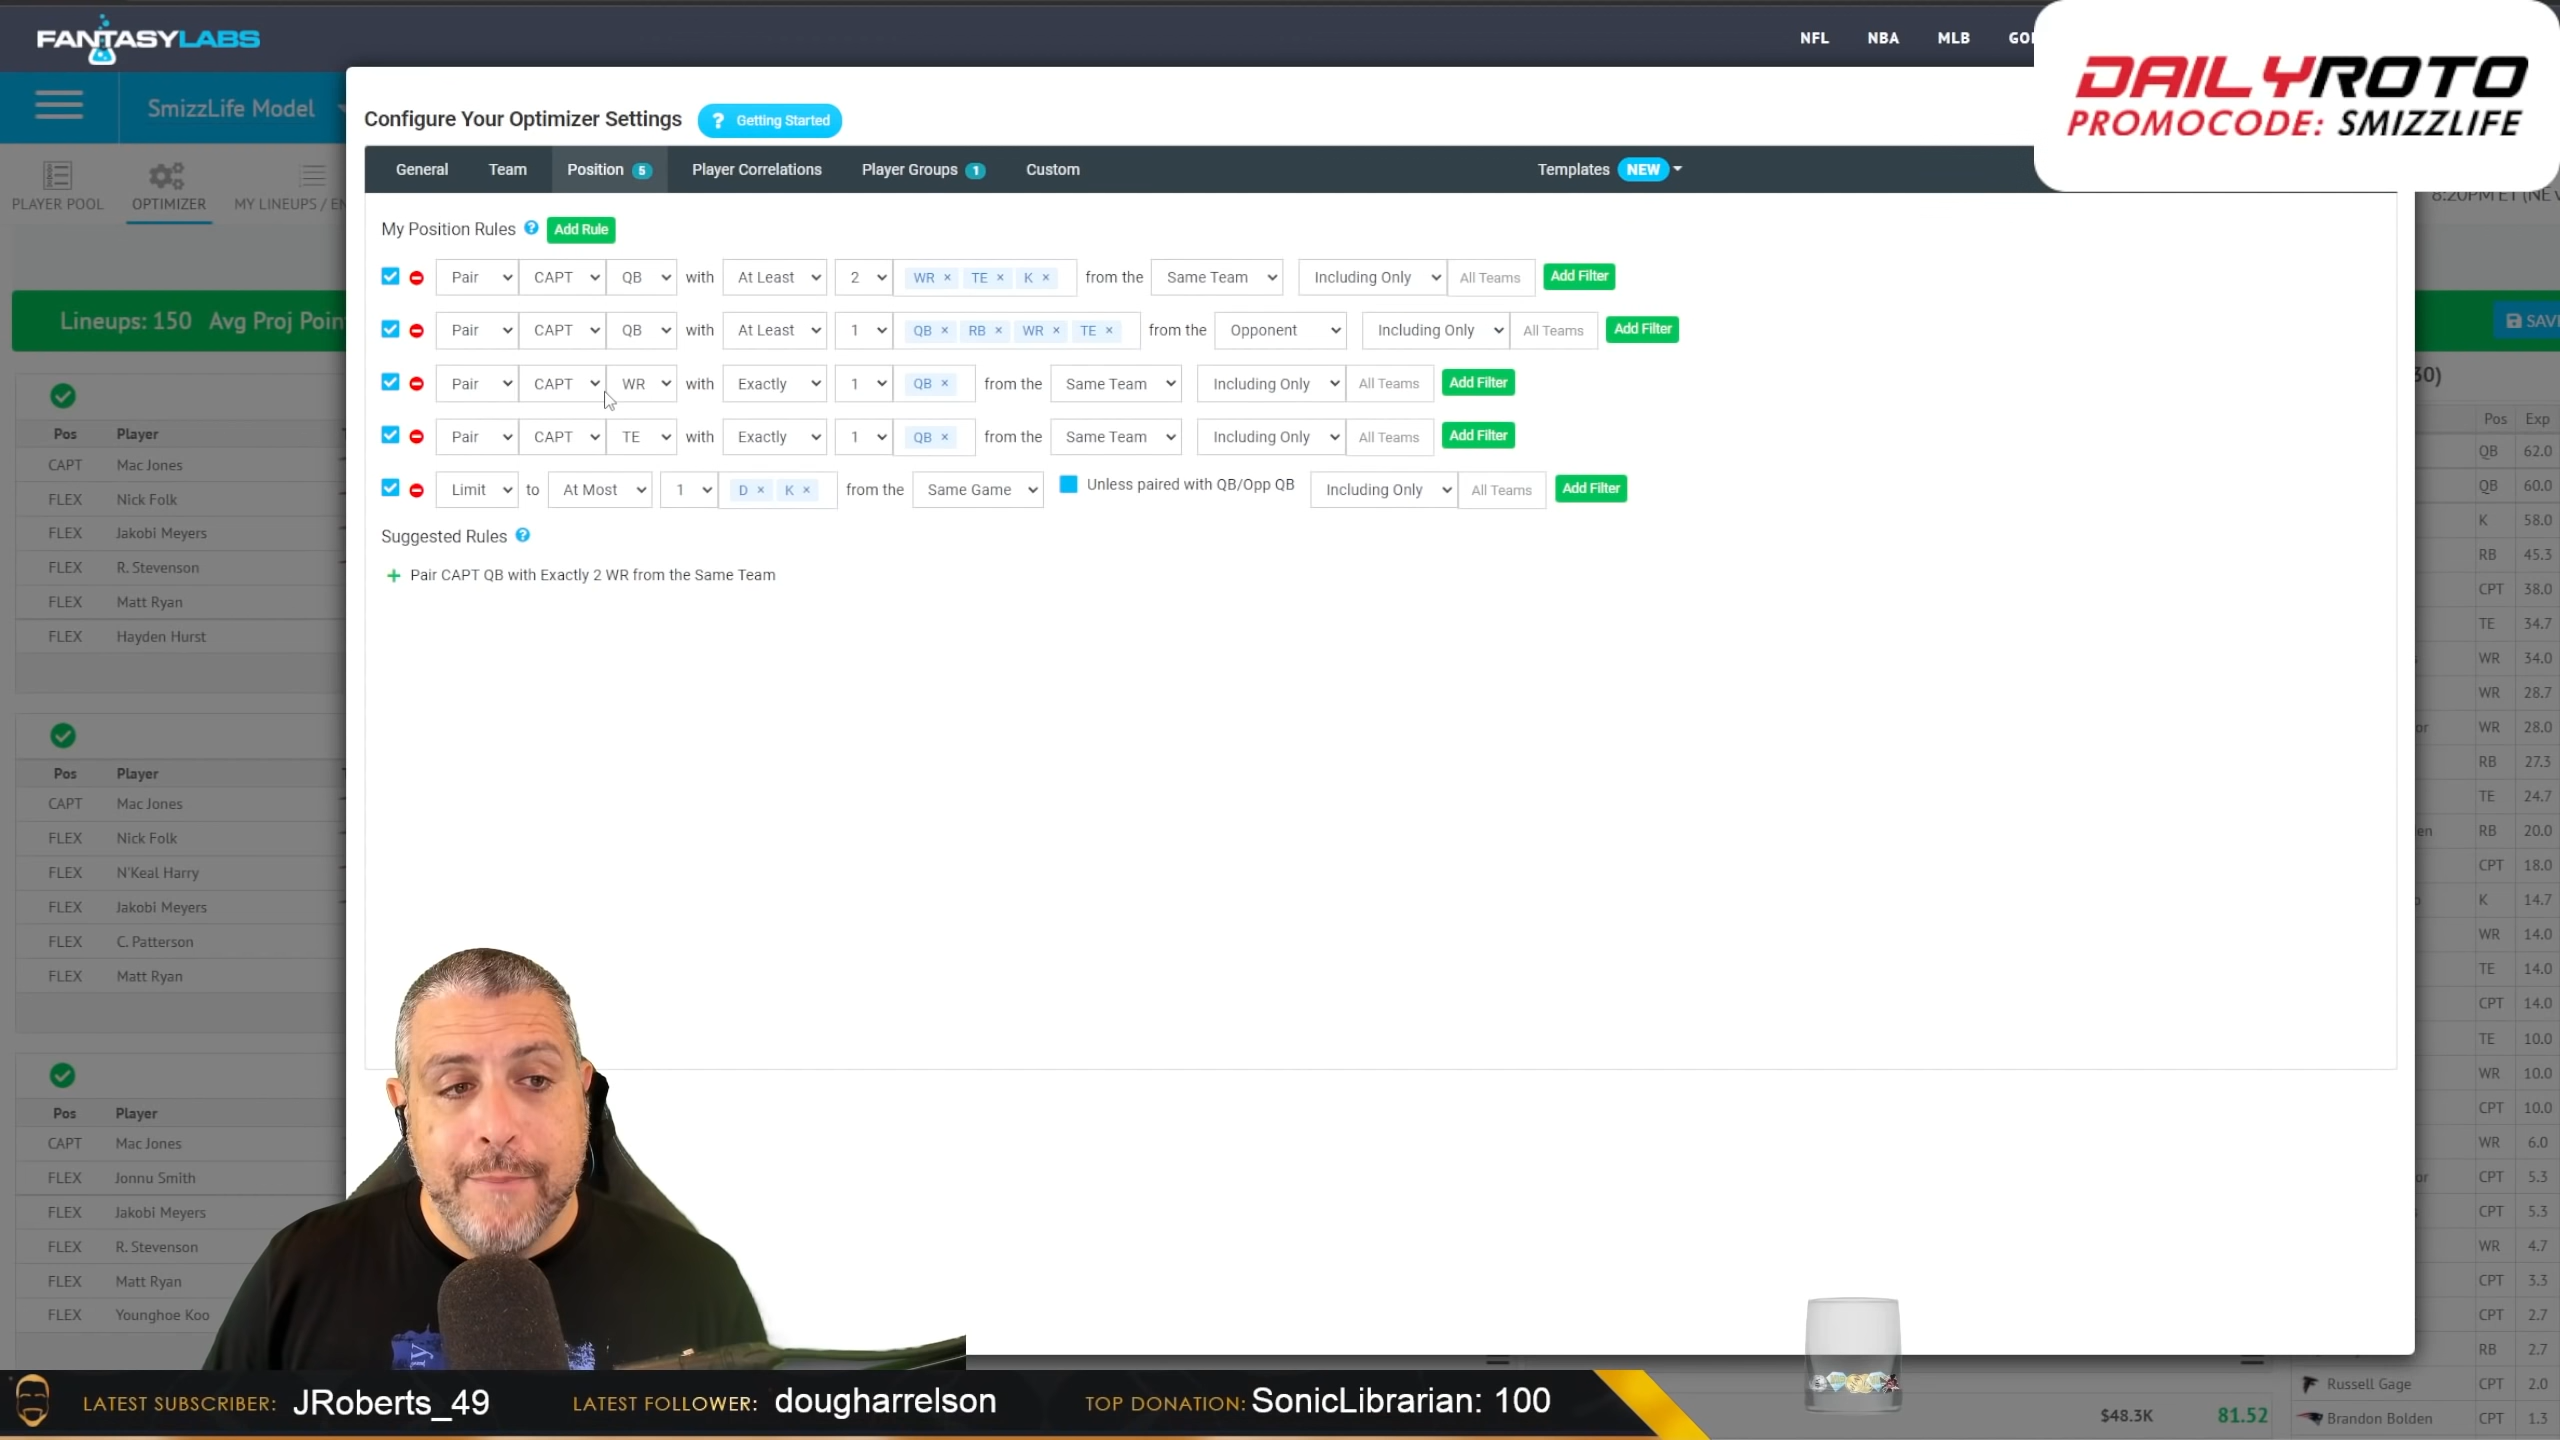 FANTASYLABS
NFL NBA MLB
DAILYROTO
PROMOCODE: SMIZZLIFE
SmizzLife Model
PLAYER POOL OPTIMIZER MY LINEUPS /
Configure Your Optimizer Settings ? Getting Started
General Team Position 5 Player Correlations Player Groups 1 Custom Templates NEW
8:20PM ET (NE
My Position Rules ? Add Rule
Pair CAPT QB with At Least 2 WR × TE × K × from the Same Team Including Only All Teams Add Filter
Pair CAPT QB with At Least 1 QB × RB × WR × TE × from the Opponent Including Only All Teams Add Filter
Pair CAPT WR with Exactly 1 QB × from the Same Team Including Only All Teams Add Filter
Pair CAPT TE with Exactly 1 QB × from the Same Team Including Only All Teams Add Filter
Limit to At Most 1 D × K × from the Same Game Unless paired with QB/Opp QB Including Only All Teams Add Filter
Suggested Rules ?
+ Pair CAPT QB with Exactly 2 WR from the Same Team
Lineups: 150 Avg Proj Poin
Pos Player
CAPT Mac Jones
FLEX Nick Folk
FLEX Jakobi Meyers
FLEX R. Stevenson
FLEX Matt Ryan
FLEX Hayden Hurst
Pos Player
CAPT Mac Jones
FLEX Nick Folk
FLEX N'Keal Harry
FLEX Jakobi Meyers
FLEX C. Patterson
FLEX Matt Ryan
Pos Player
CAPT Mac Jones
FLEX Jonnu Smith
FLEX Jakobi Meyers
FLEX R. Stevenson
FLEX Matt Ryan
FLEX Younghoe Koo
SAV
Pos Exp
QB 62.0
QB 60.0
K 58.0
RB 45.3
CPT 38.0
TE 34.7
WR 34.0
WR 28.7
or WR 28.0
RB 27.3
TE 24.7
en RB 20.0
CPT 18.0
K 14.7
WR 14.0
TE 14.0
CPT 14.0
TE 10.0
WR 10.0
CPT 10.0
WR 6.0
or CPT 5.3
CPT 5.3
WR 4.7
CPT 3.3
CPT 2.7
RB 2.7
Russell Gage CPT 2.0
Brandon Bolden CPT 1.3
$48.3K 81.52
LATEST SUBSCRIBER: JRoberts_49 LATEST FOLLOWER: dougharrelson TOP DONATION: SonicLibrarian: 100